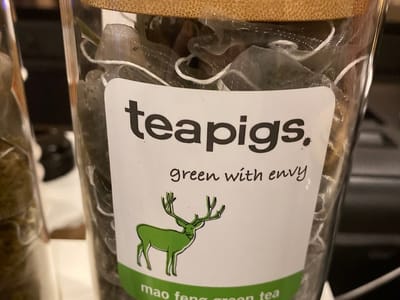 teapigs.
green with envy
mao feng green tea